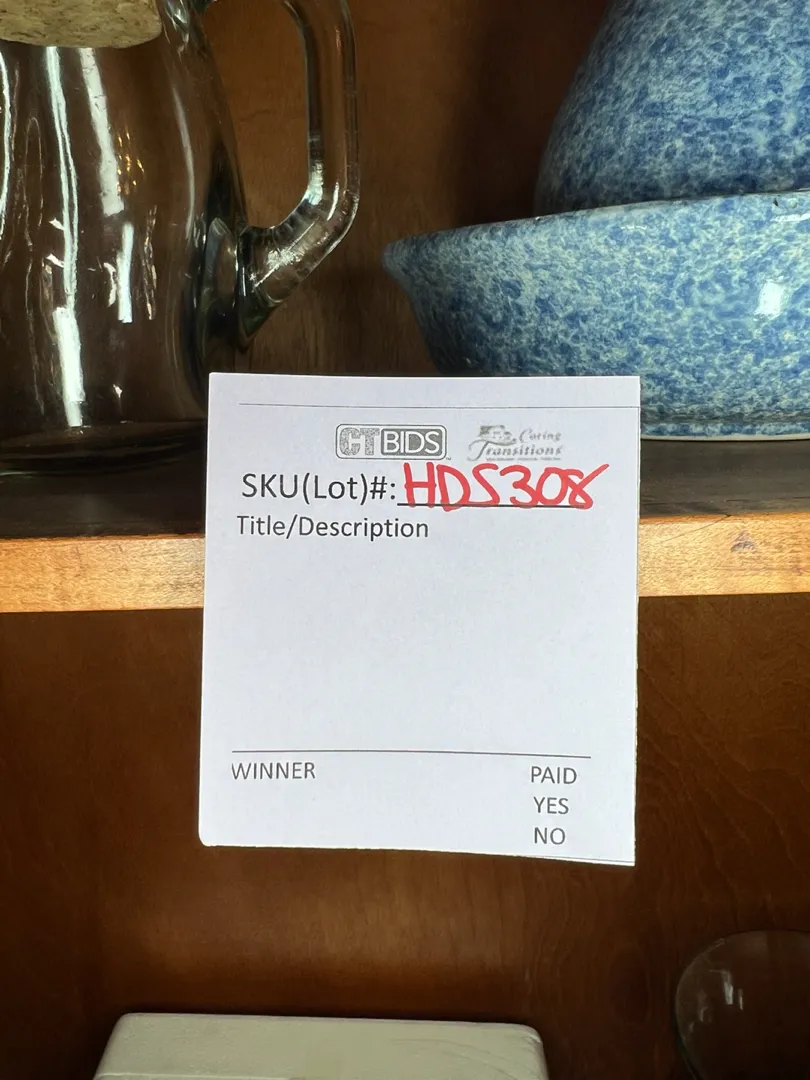 CTBIDS Caring Transitions
SKU(Lot)#: HDS308
Title/Description
WINNER PAID
YES
NO